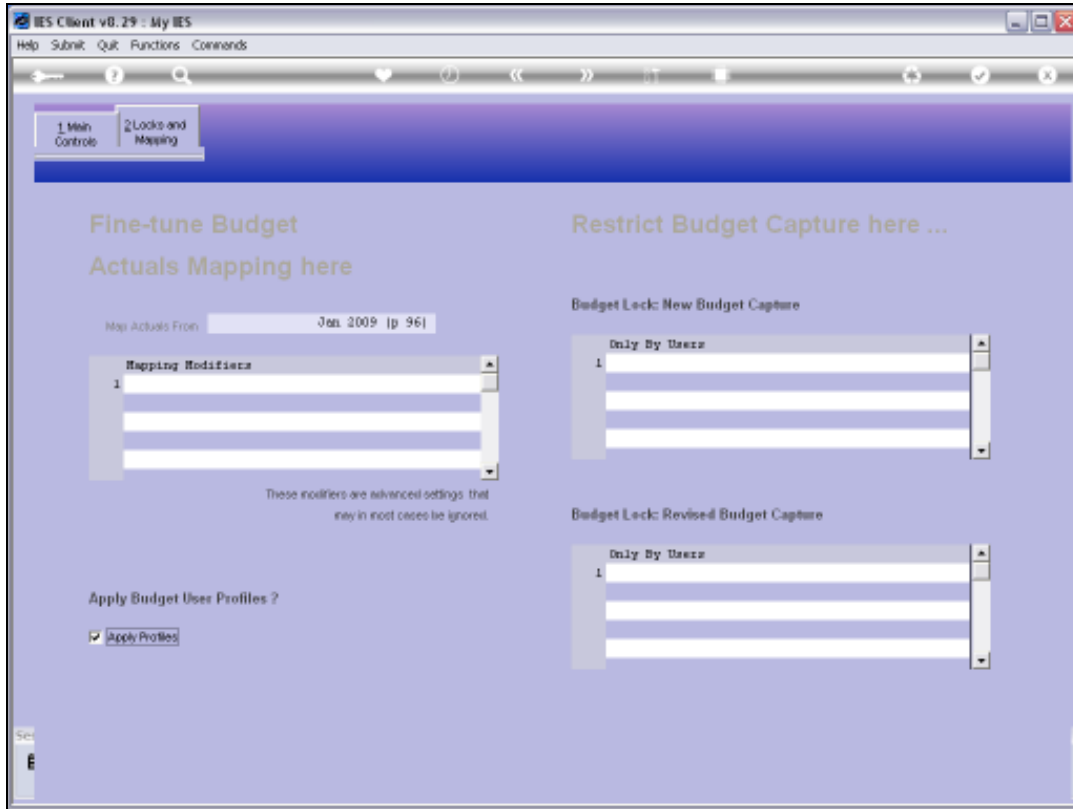 IES Client v8.29 : My IES
Help Submit Quit Functions Commands
1 Main
Controls
2 Locks and
Mapping
Fine-tune Budget
Actuals Mapping here
Map Actuals From
Jan 2009 (p 96)
Mapping Modifiers
1
These modifiers are advanced settings that
may in most cases be ignored.
Apply Budget User Profiles ?
Apply Profiles
Restrict Budget Capture here ...
Budget Lock: New Budget Capture
Only By Users
1
Budget Lock: Revised Budget Capture
Only By Users
1